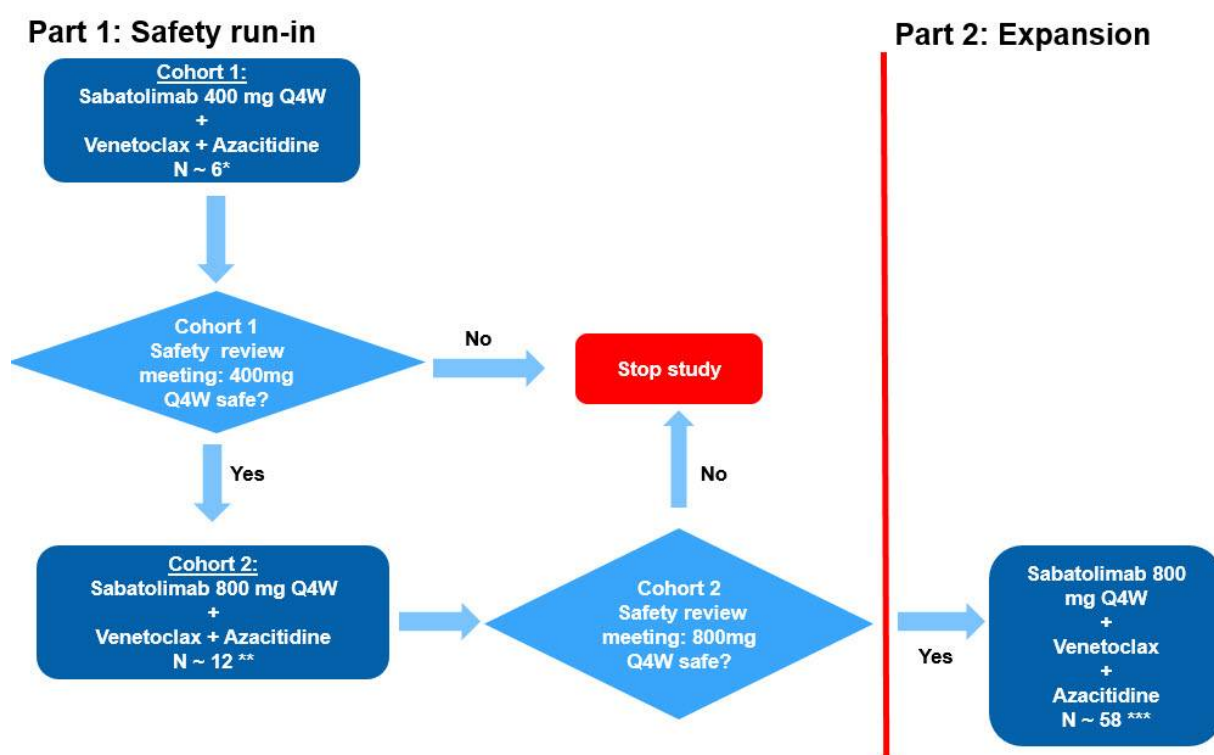 Part 1: Safety run-in
Part 2: Expansion
Cohort 1:
Sabatolimab 400 mg Q4W
+
Venetoclax + Azacitidine
N ~ 6*
Cohort 1
Safety review
meeting: 400mg
Q4W safe?
No
Stop study
Yes
No
Cohort 2:
Sabatolimab 800 mg Q4W
+
Venetoclax + Azacitidine
N ~ 12 **
Cohort 2
Safety review
meeting: 800mg
Q4W safe?
Yes
Sabatolimab 800
mg Q4W
+
Venetoclax
+
Azacitidine
N ~ 58 ***